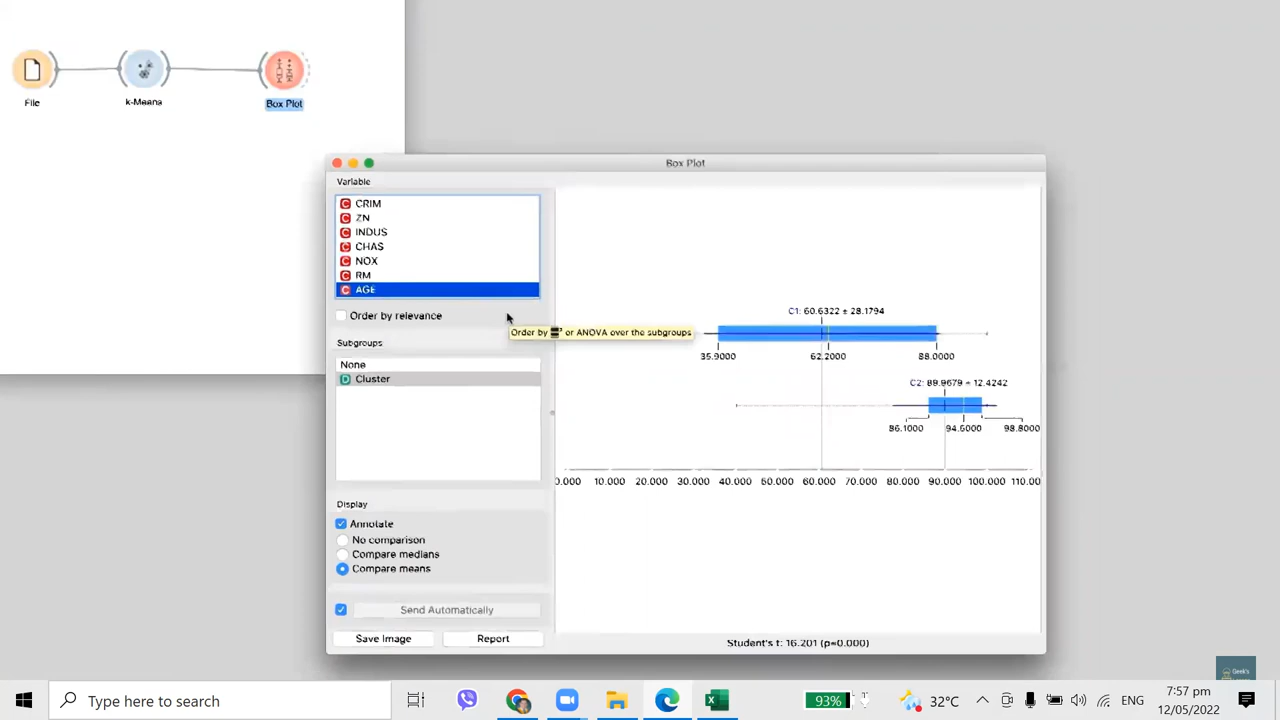 File
k-Means
Box Plot
Box Plot
Variable
C CRIM
C ZN
C INDUS
C CHAS
C NOX
C RM
C AGE
Order by relevance
Order by or ANOVA over the subgroups
Subgroups
None
D Cluster
C1: 60.6322 ± 28.1794
35.9000 62.2000 88.0000
C2: 89.9679 ± 12.4242
86.1000 94.6000 98.8000
0.000 10.000 20.000 30.000 40.000 50.000 60.000 70.000 80.000 90.000 100.000 110.00
Display
Annotate
No comparison
Compare medians
Compare means
Send Automatically
Save Image Report
Student's t: 16.201 (p=0.000)
Geek's
Type here to search
93%
32°C
ENG
7:57 pm
12/05/2022